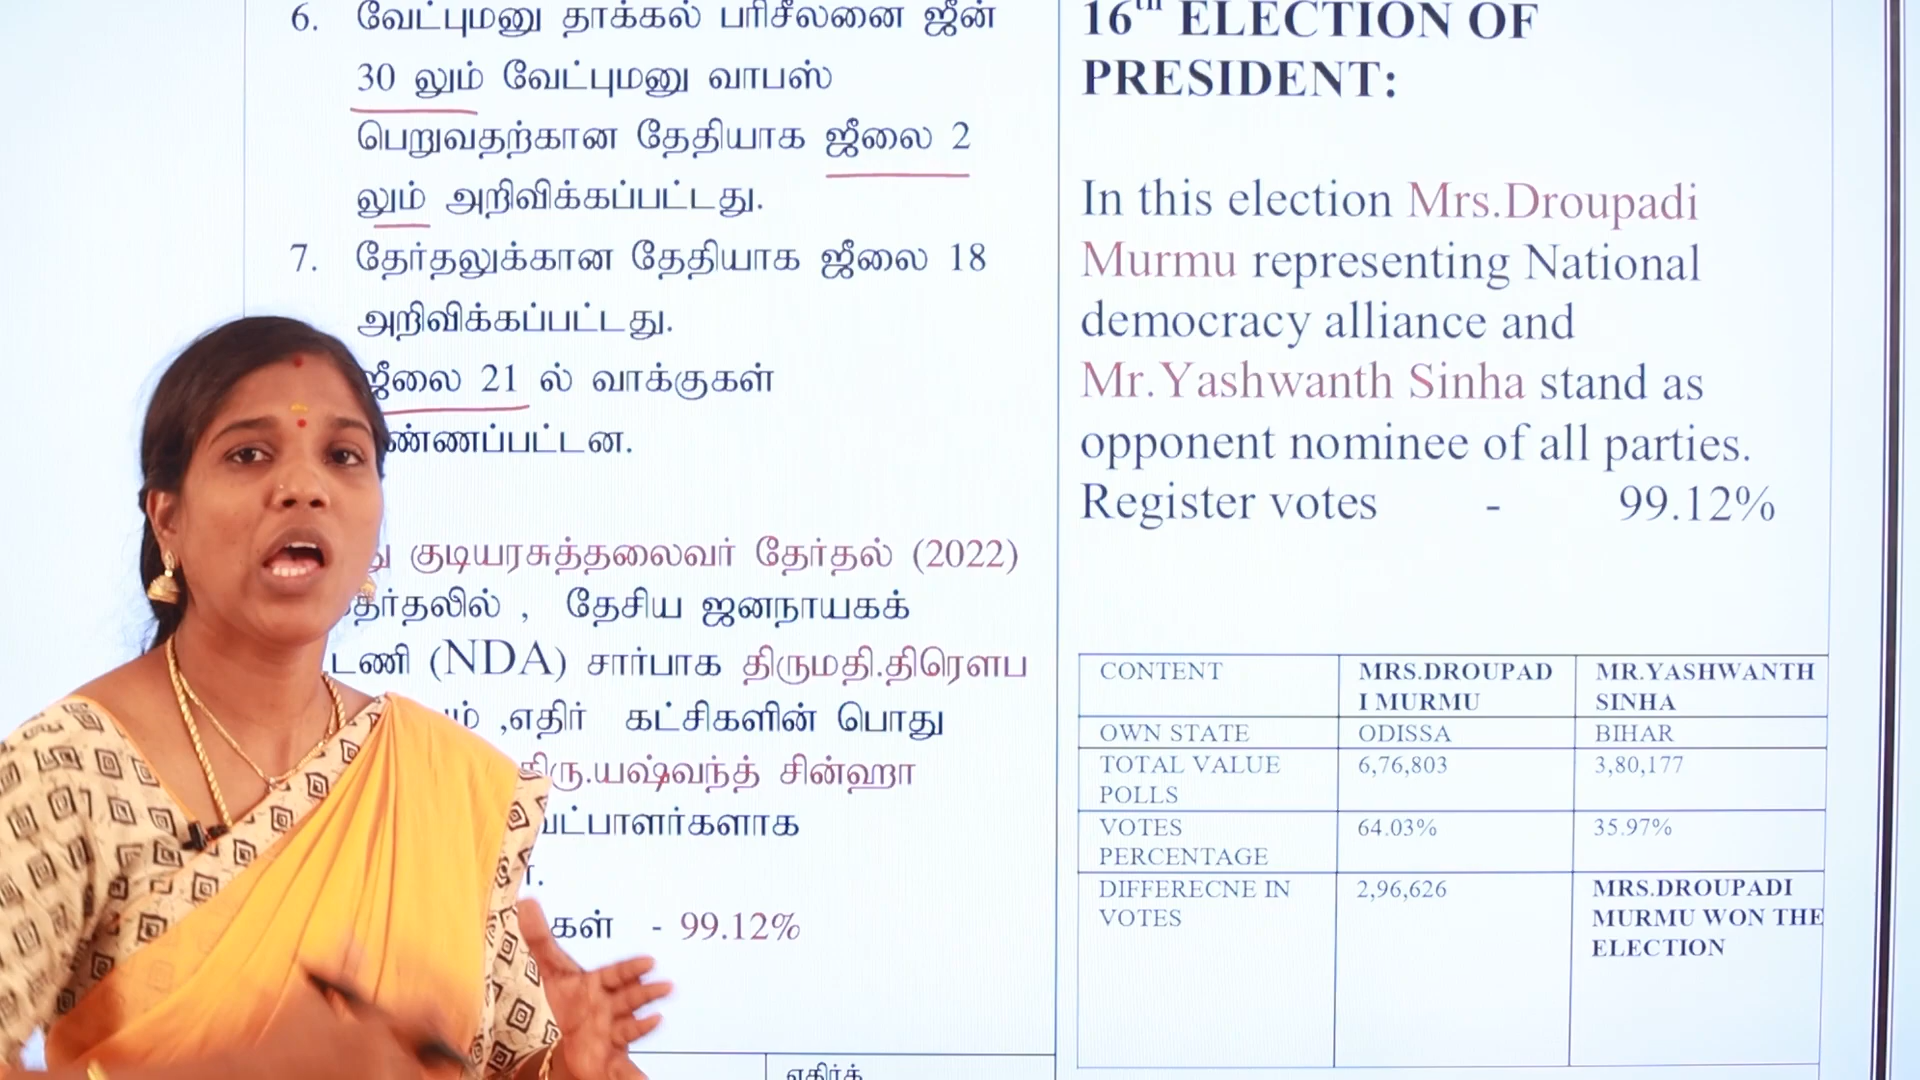 6. வேட்புமனு தாக்கல் பரிசீலனை ஜீன்
30 லும் வேட்புமனு வாபஸ்
பெறுவதற்கான தேதியாக ஜீலை 2
லும் அறிவிக்கப்பட்டது.
7. தேர்தலுக்கான தேதியாக ஜீலை 18
அறிவிக்கப்பட்டது.
ஜீலை 21 ல் வாக்குகள்
குடியரசுத்தலைவர் தேர்தல் (2022)
, தேசிய ஜனநாயகக்
(NDA) சார்பாக திருமதி.திரௌப
,எதிர் கட்சிகளின் பொது
திரு.யஷ்வந்த் சின்ஹா
- 99.12%
எதிர்க்
16th ELECTION OF
PRESIDENT:
In this election Mrs.Droupadi
Murmu representing National
democracy alliance and
Mr.Yashwanth Sinha stand as
opponent nominee of all parties.
Register votes - 99.12%
CONTENT MRS.DROUPAD MR.YASHWANTH
I MURMU SINHA
OWN STATE ODISSA BIHAR
TOTAL VALUE 6,76,803 3,80,177
POLLS
VOTES 64.03% 35.97%
PERCENTAGE
DIFFERECNE IN 2,96,626 MRS.DROUPADI
VOTES MURMU WON THE
ELECTION